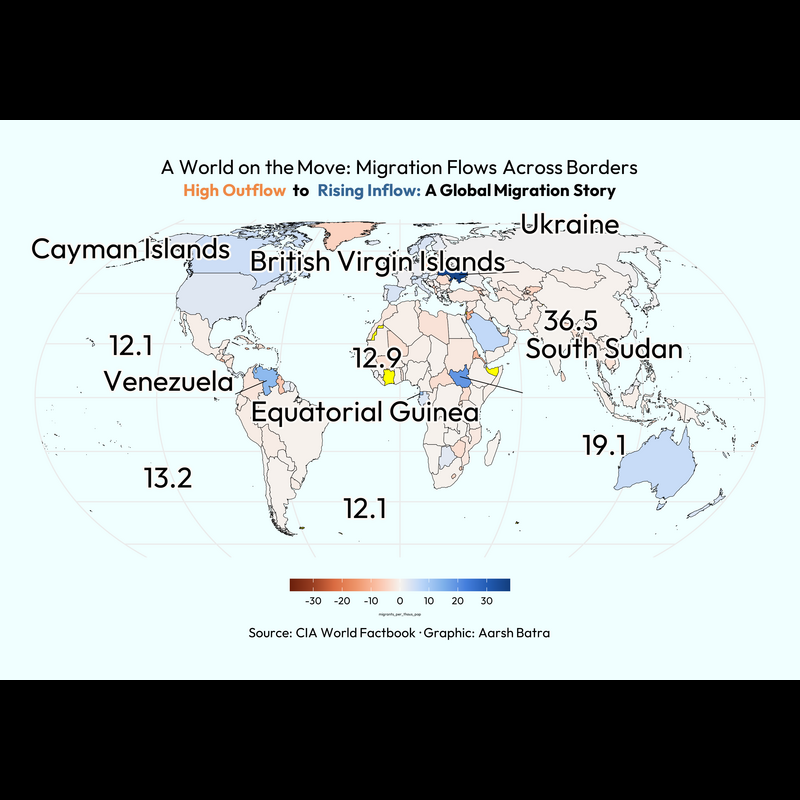 A World on the Move: Migration Flows Across Borders
High Outflow to Rising Inflow: A Global Migration Story
Ukraine
Cayman Islands
British Virgin Islands
36.5
12.1
12.9
South Sudan
Venezuela
Equatorial Guinea
19.1
13.2
12.1
-30 -20 -10 0 10 20 30
Source: CIA World Factbook · Graphic: Aarsh Batra